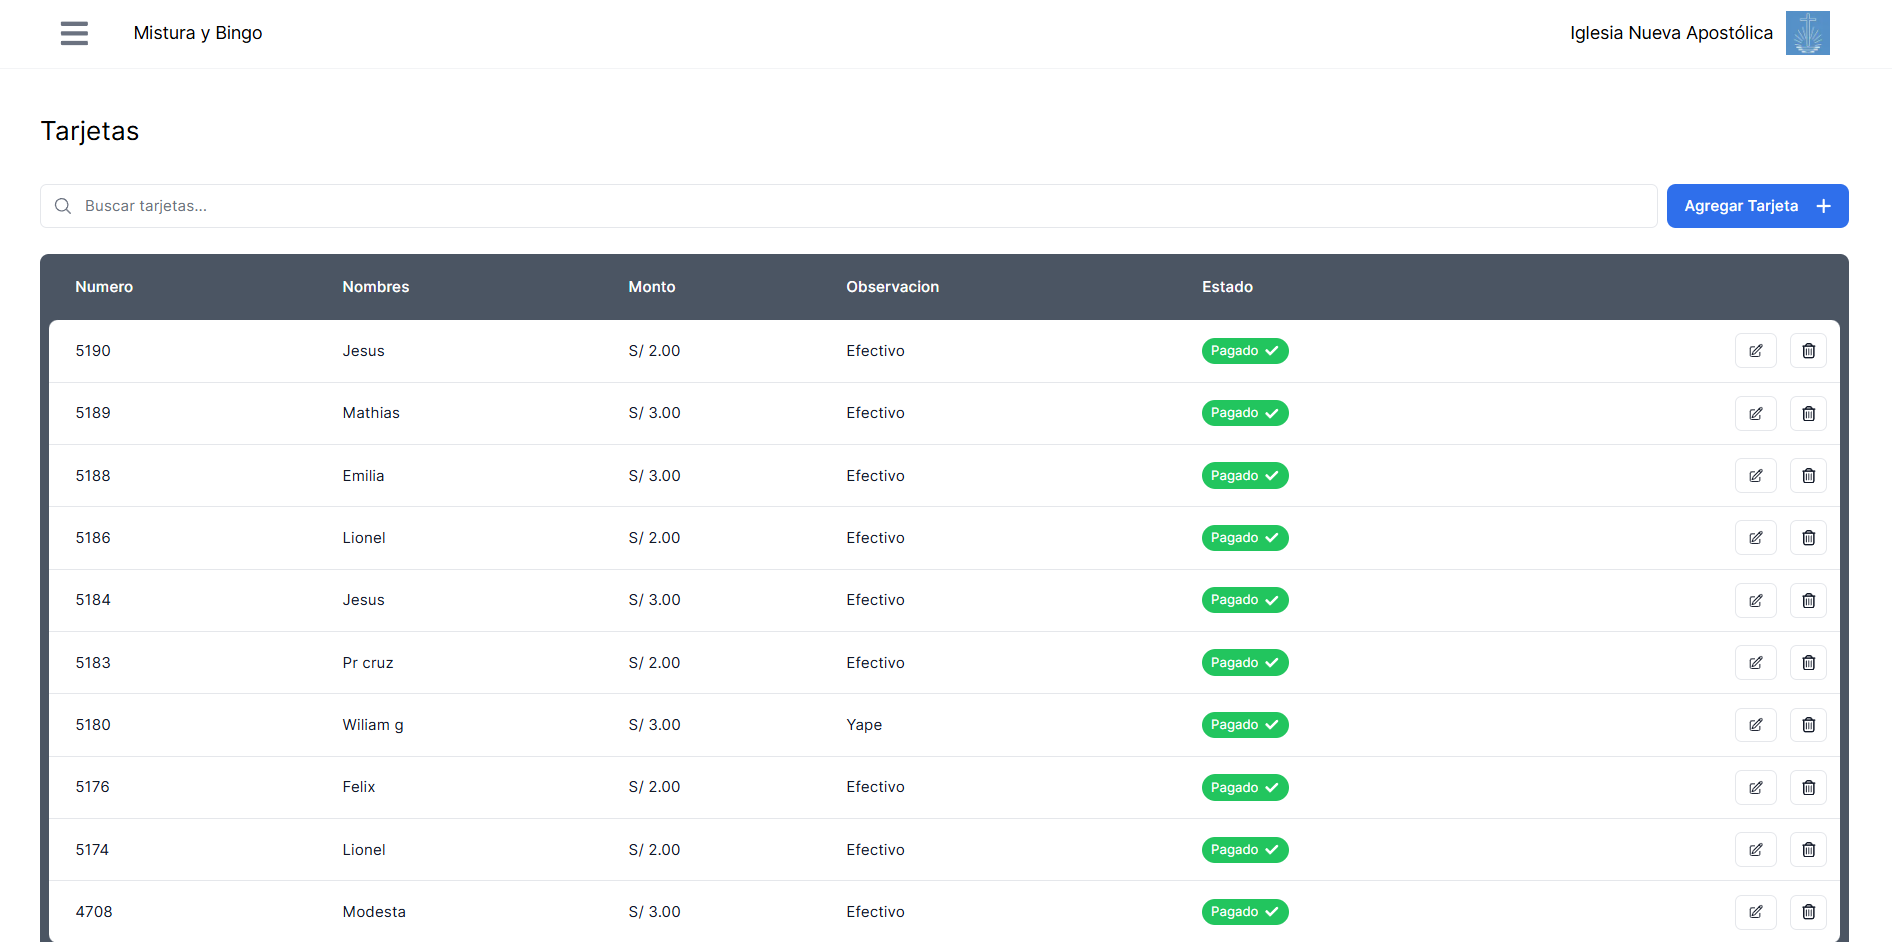 Mistura y Bingo Iglesia Nueva Apostólica
Tarjetas
Buscar tarjetas... Agregar Tarjeta +
Numero Nombres Monto Observacion Estado
5190 Jesus S/ 2.00 Efectivo Pagado
5189 Mathias S/ 3.00 Efectivo Pagado
5188 Emilia S/ 3.00 Efectivo Pagado
5186 Lionel S/ 2.00 Efectivo Pagado
5184 Jesus S/ 3.00 Efectivo Pagado
5183 Pr cruz S/ 2.00 Efectivo Pagado
5180 Wiliam g S/ 3.00 Yape Pagado
5176 Felix S/ 2.00 Efectivo Pagado
5174 Lionel S/ 2.00 Efectivo Pagado
4708 Modesta S/ 3.00 Efectivo Pagado